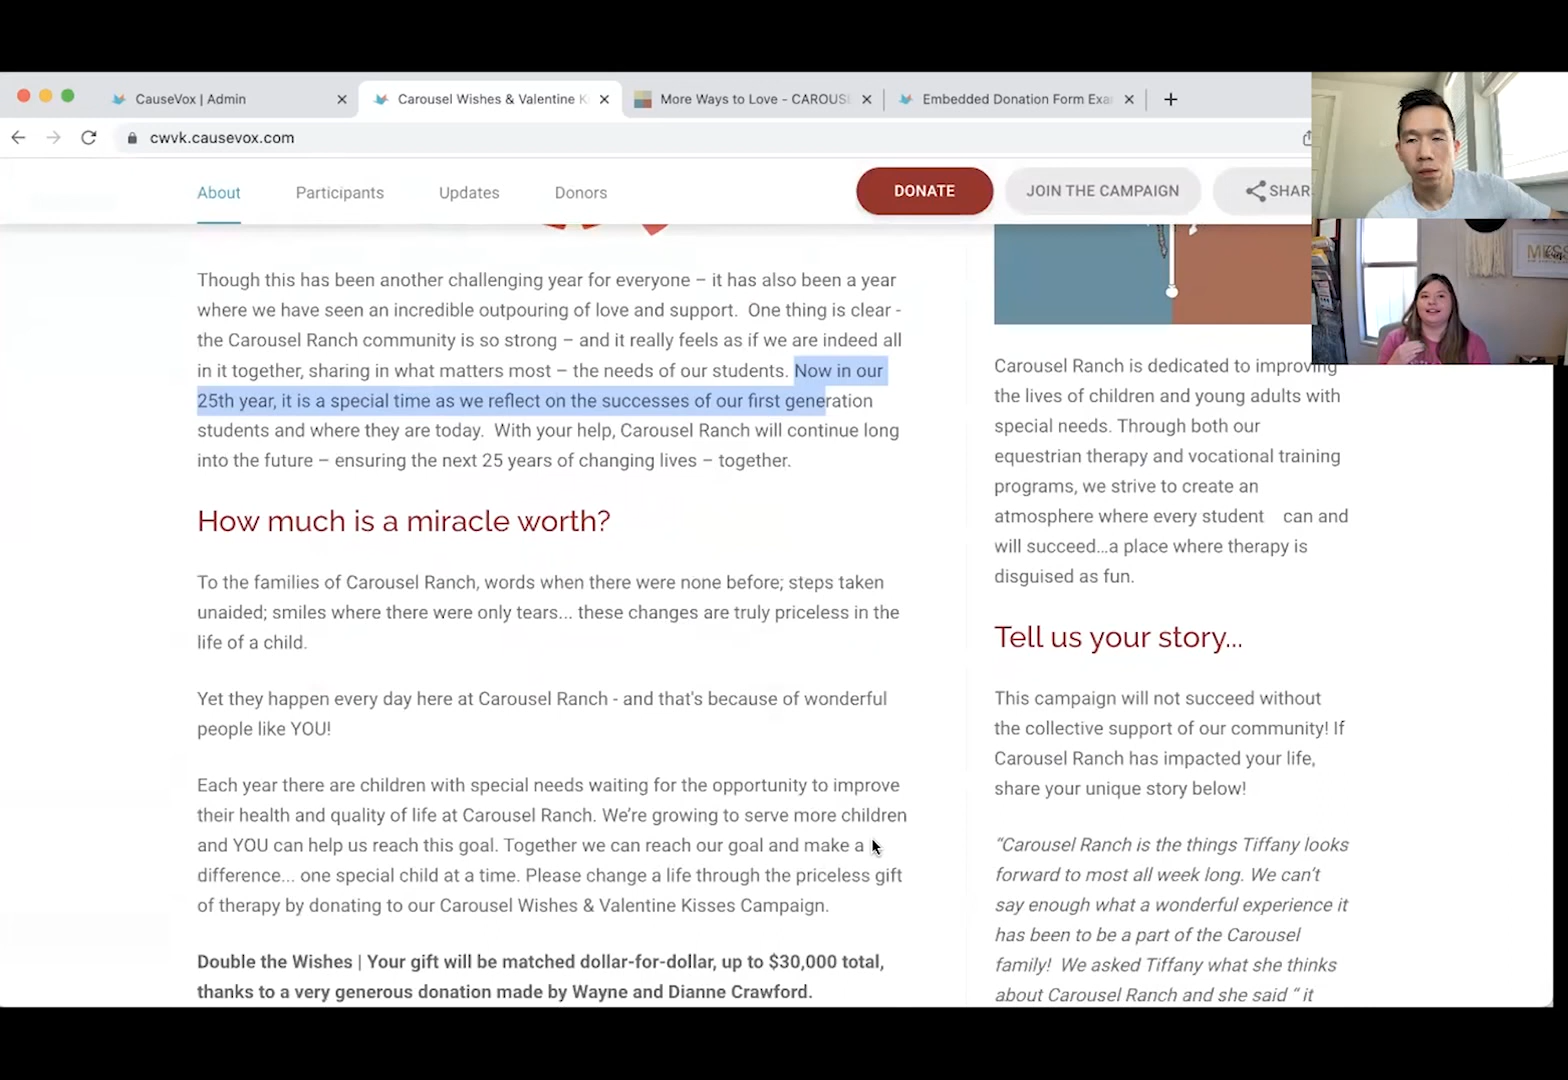 CauseVox | Admin
Carousel Wishes & Valentine K
More Ways to Love - CAROUS
Embedded Donation Form Exa
cwvk.causevox.com
About
Participants
Updates
Donors
DONATE
JOIN THE CAMPAIGN
SHAR
Though this has been another challenging year for everyone – it has also been a year
where we have seen an incredible outpouring of love and support.  One thing is clear -
the Carousel Ranch community is so strong – and it really feels as if we are indeed all
in it together, sharing in what matters most – the needs of our students. Now in our
25th year, it is a special time as we reflect on the successes of our first generation
students and where they are today.  With your help, Carousel Ranch will continue long
into the future – ensuring the next 25 years of changing lives – together.
How much is a miracle worth?
To the families of Carousel Ranch, words when there were none before; steps taken
unaided; smiles where there were only tears... these changes are truly priceless in the
life of a child.
Yet they happen every day here at Carousel Ranch - and that's because of wonderful
people like YOU!
Each year there are children with special needs waiting for the opportunity to improve
their health and quality of life at Carousel Ranch. We’re growing to serve more children
and YOU can help us reach this goal. Together we can reach our goal and make a
difference... one special child at a time. Please change a life through the priceless gift
of therapy by donating to our Carousel Wishes & Valentine Kisses Campaign.
Double the Wishes | Your gift will be matched dollar-for-dollar, up to $30,000 total,
thanks to a very generous donation made by Wayne and Dianne Crawford.
Carousel Ranch is dedicated to improving
the lives of children and young adults with
special needs. Through both our
equestrian therapy and vocational training
programs, we strive to create an
atmosphere where every student   can and
will succeed…a place where therapy is
disguised as fun.
Tell us your story...
This campaign will not succeed without
the collective support of our community! If
Carousel Ranch has impacted your life,
share your unique story below!
“Carousel Ranch is the things Tiffany looks
forward to most all week long. We can’t
say enough what a wonderful experience it
has been to be a part of the Carousel
family!  We asked Tiffany what she thinks
about Carousel Ranch and she said “ it